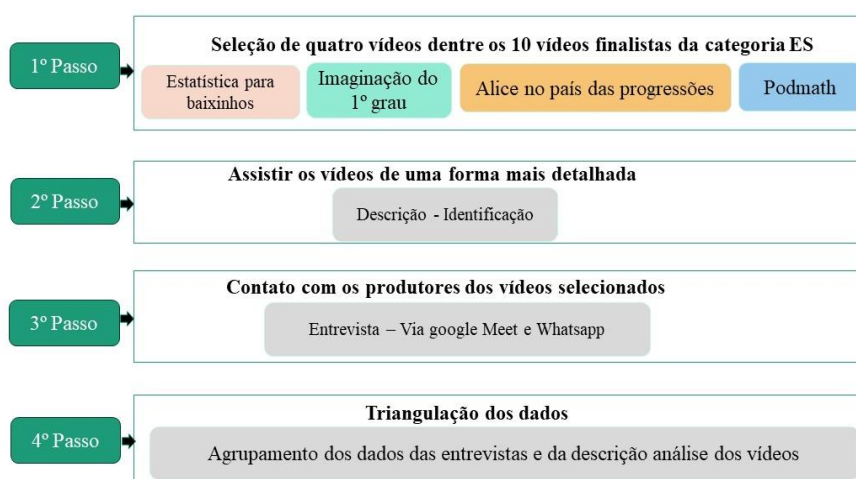 1º Passo
Seleção de quatro vídeos dentre os 10 vídeos finalistas da categoria ES
Estatística para
baixinhos
Imaginação do
1º grau
Alice no país das progressões
Podmath
2º Passo
Assistir os vídeos de uma forma mais detalhada
Descrição - Identificação
3º Passo
Contato com os produtores dos vídeos selecionados
Entrevista – Via google Meet e Whatsapp
4º Passo
Triangulação dos dados
Agrupamento dos dados das entrevistas e da descrição análise dos vídeos